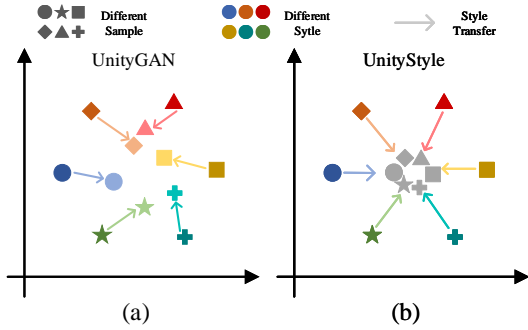 Different Sample
Different Sytle
Style Transfer
UnityGAN
UnityStyle
(a)
(b)